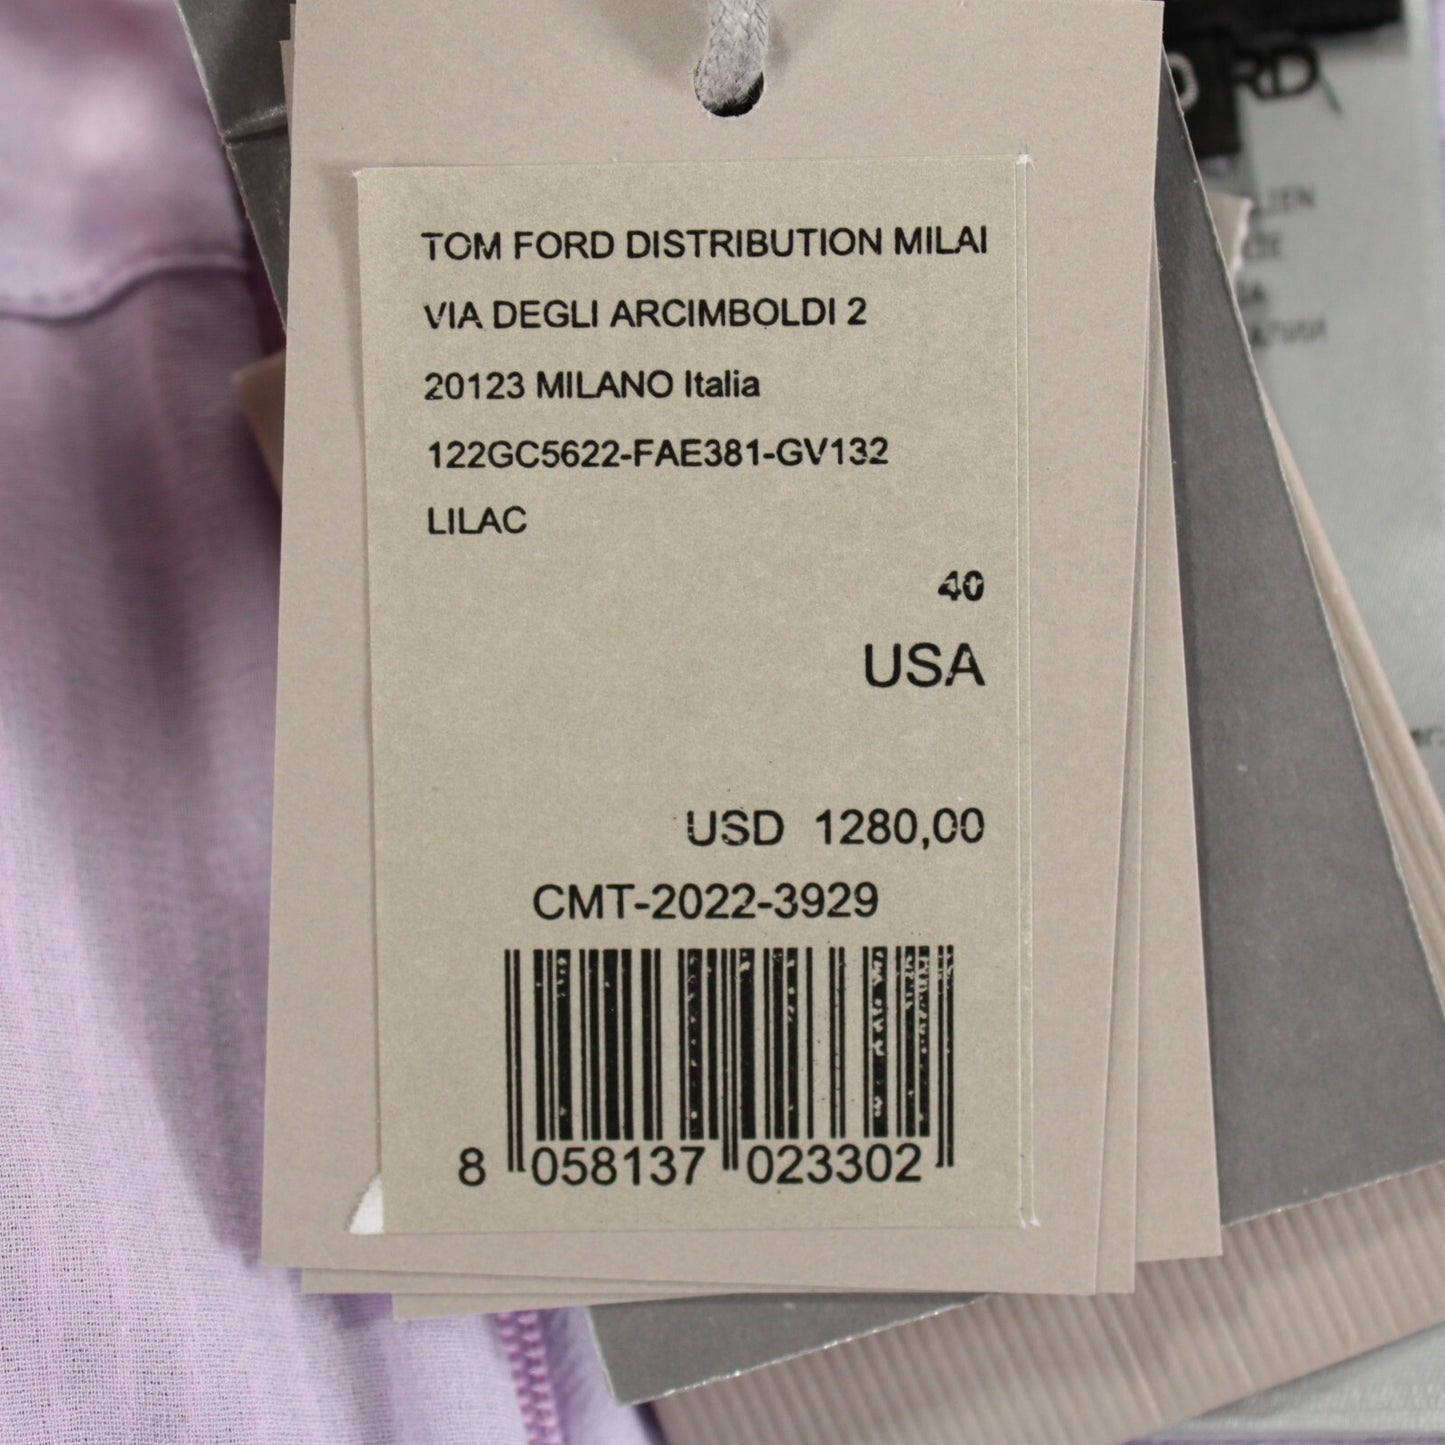 TOM FORD DISTRIBUTION MILAI
VIA DEGLI ARCIMBOLDI 2
20123 MILANO Italia
122GC5622-FAE381-GV132
LILAC
40
USA
USD 1280,00
CMT-2022-3929
8 058137 023302